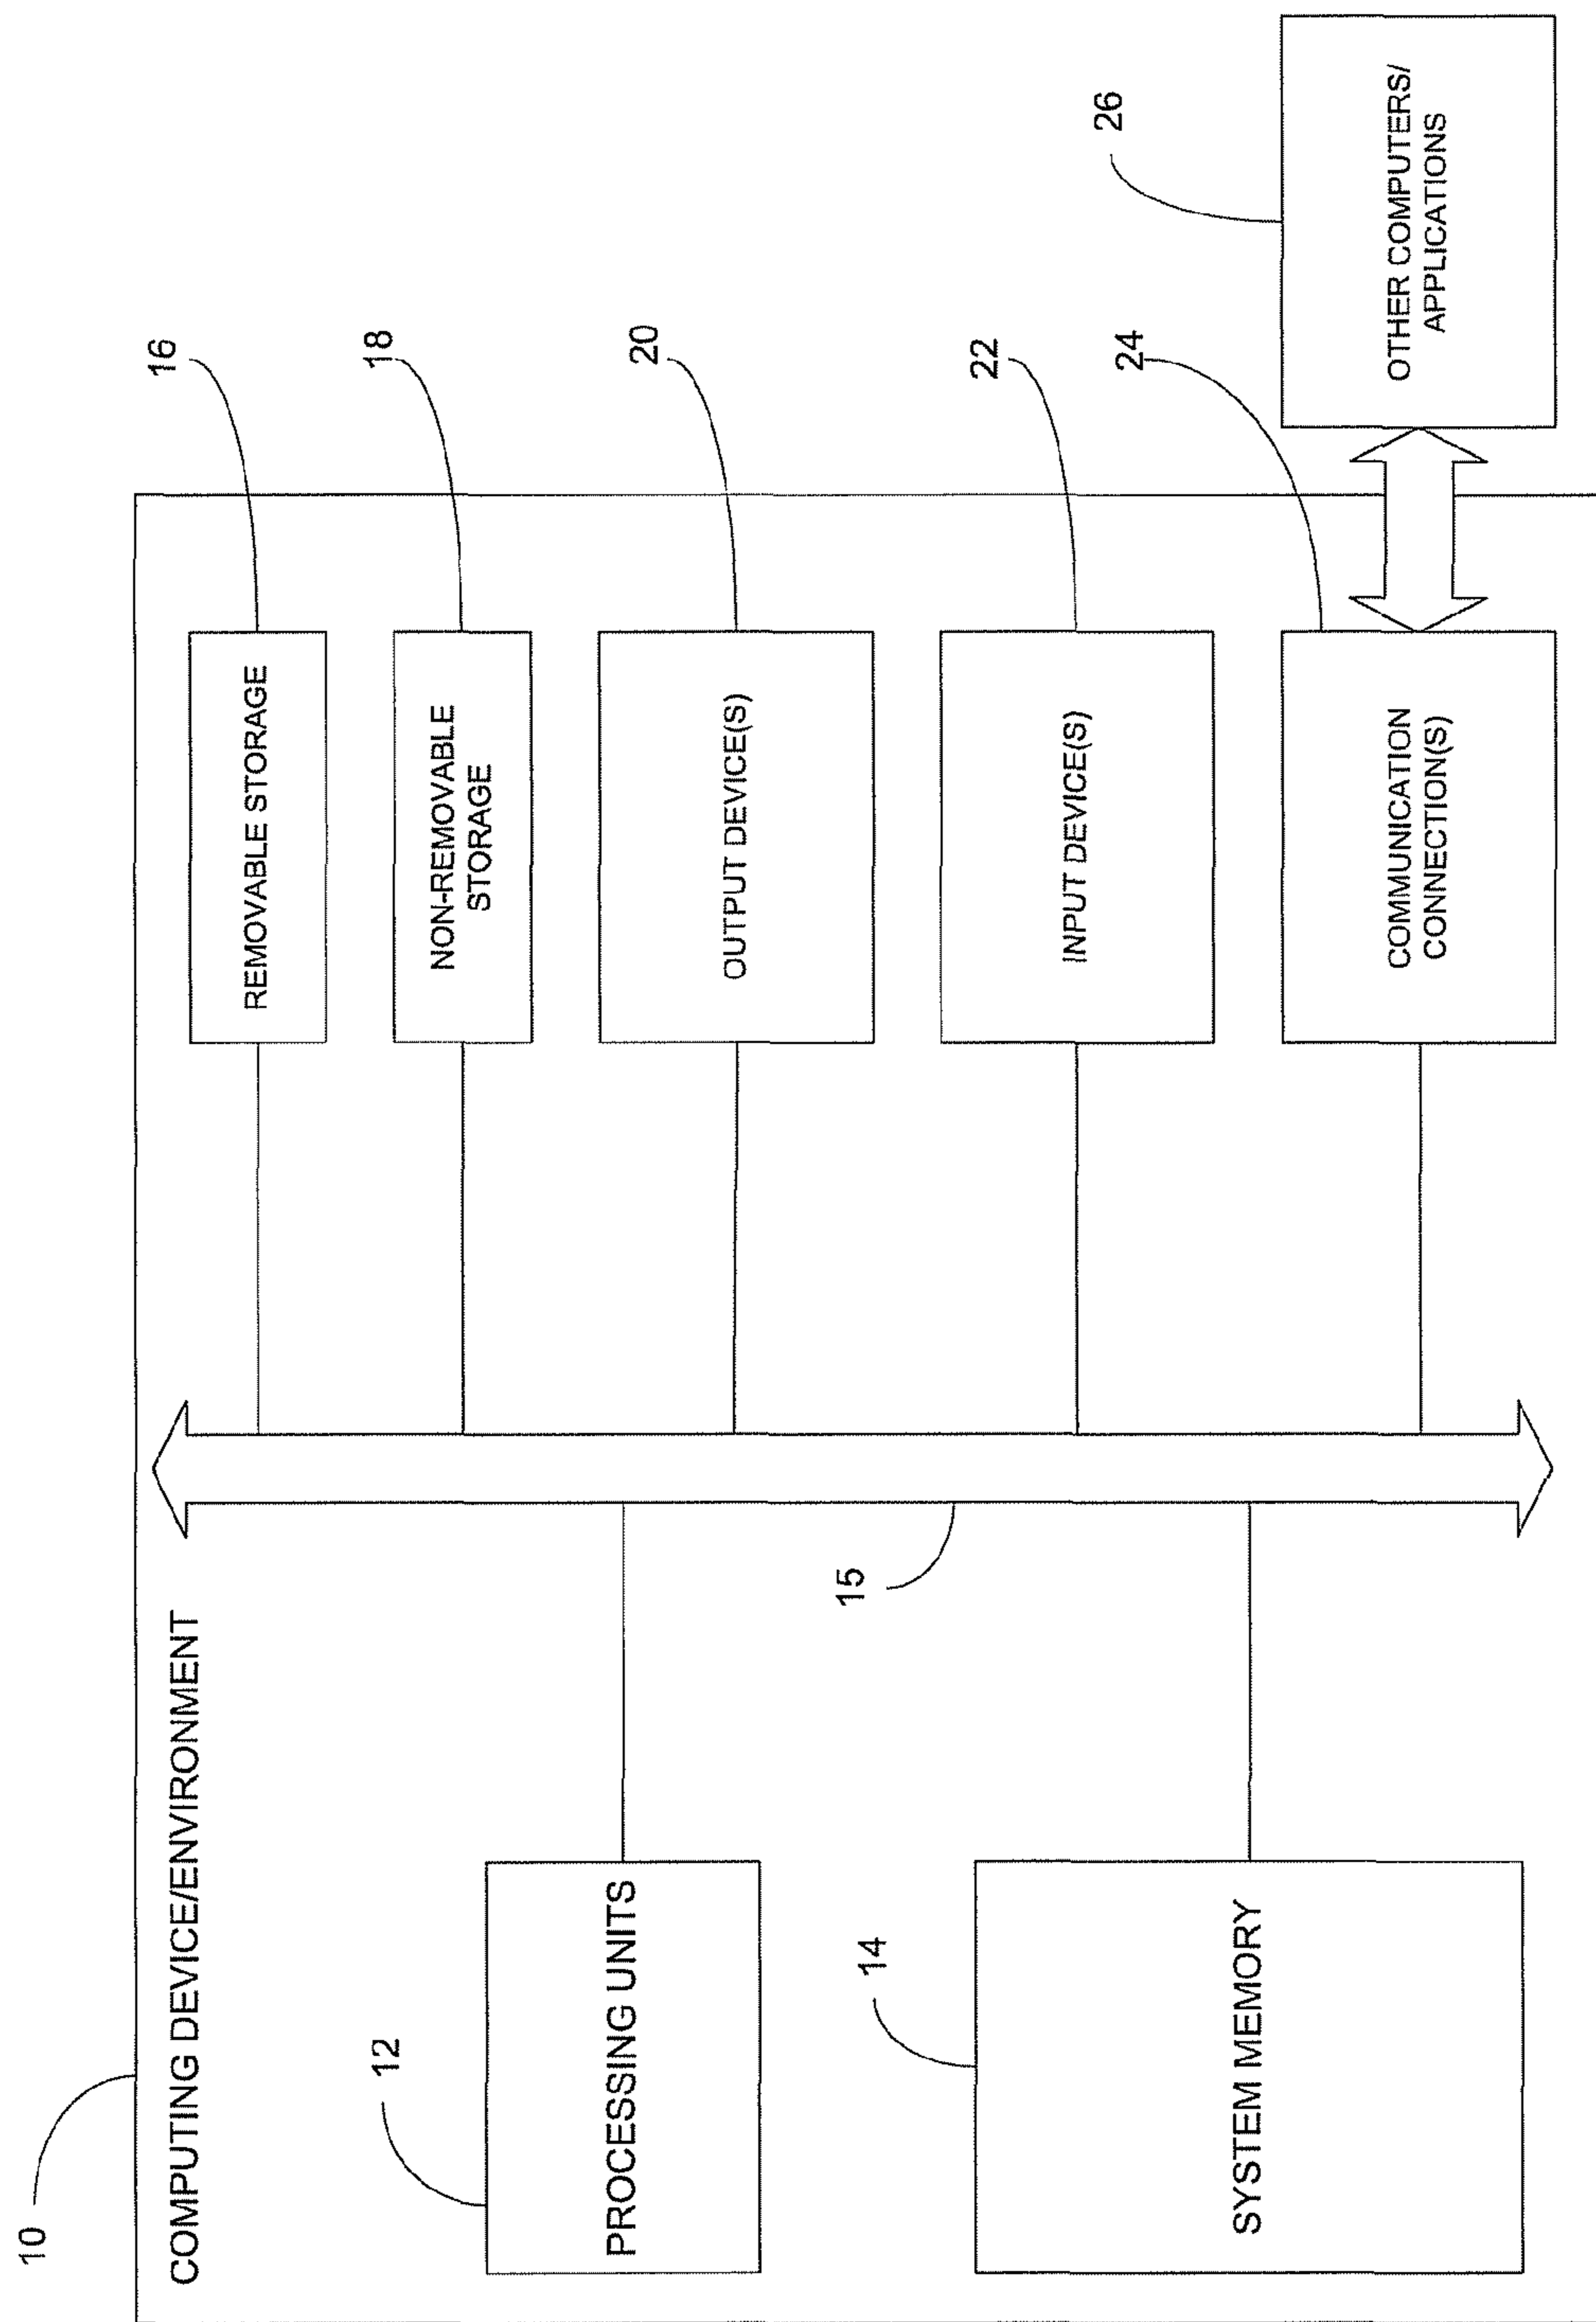 10
COMPUTING DEVICE/ENVIRONMENT
12
PROCESSING UNITS
14
SYSTEM MEMORY
15
16
REMOVABLE STORAGE
18
NON-REMOVABLE
STORAGE
20
OUTPUT DEVICE(S)
22
INPUT DEVICE(S)
24
COMMUNICATION
CONNECTION(S)
26
OTHER COMPUTERS/
APPLICATIONS